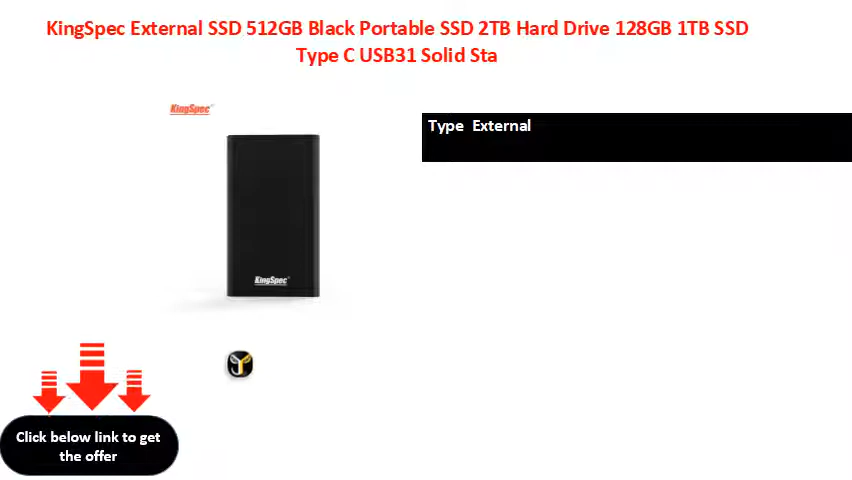 KingSpec External SSD 512GB Black Portable SSD 2TB Hard Drive 128GB 1TB SSD
Type C USB31 Solid Sta
KingSpec
Type External
KingSpec
Click below link to get
the offer